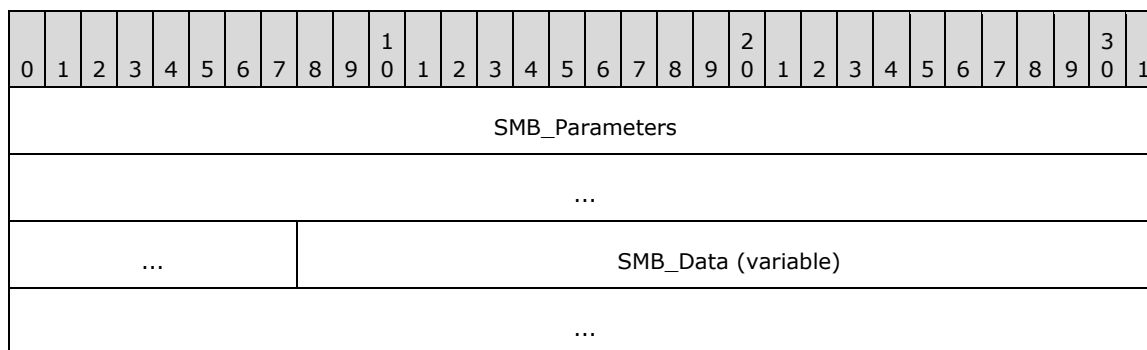 1 2 3
0 1 2 3 4 5 6 7 8 9 0 1 2 3 4 5 6 7 8 9 0 1 2 3 4 5 6 7 8 9 0 1
SMB_Parameters
...
... SMB_Data (variable)
...